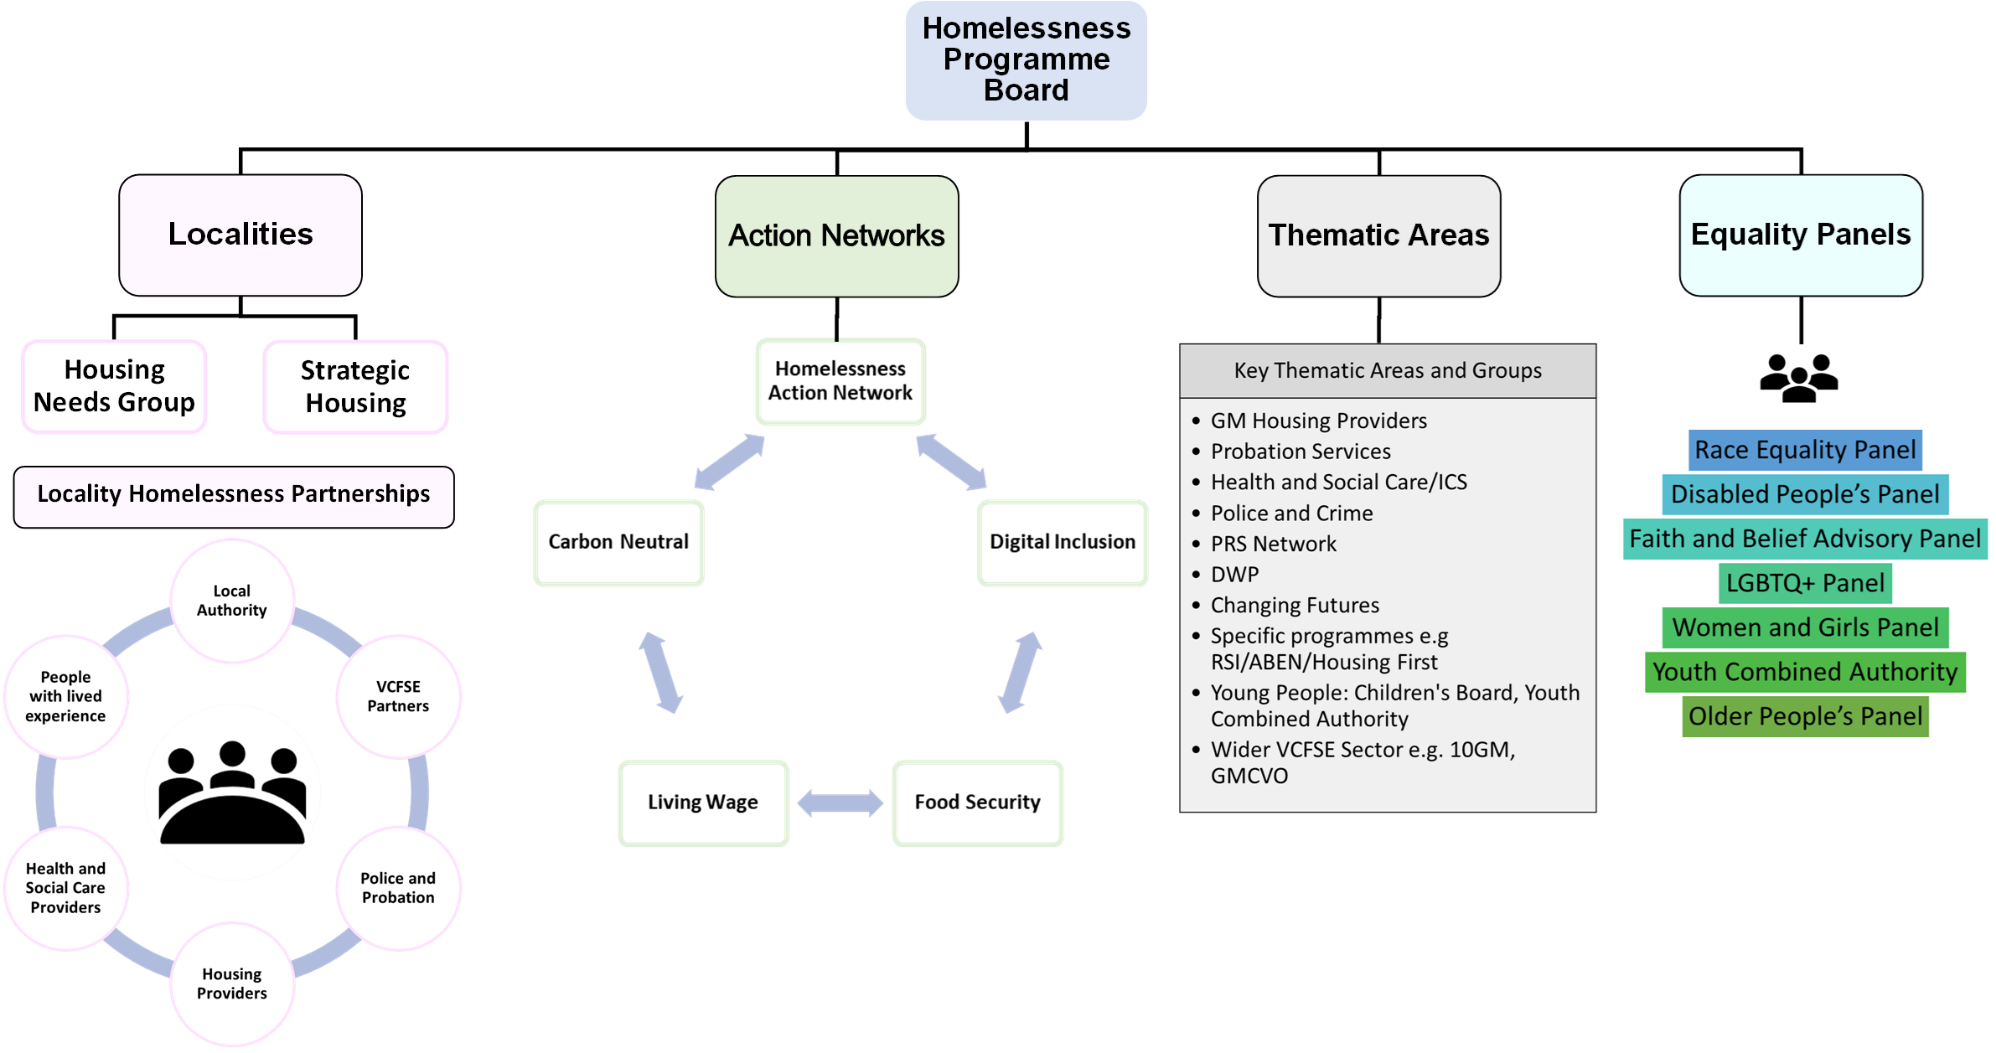 Homelessness
Programme
Board
Localities
Action Networks
Thematic Areas
Equality Panels
Housing
Needs Group
Strategic
Housing
Locality Homelessness Partnerships
Local
Authority
VCFSE
Partners
Police and
Probation
Housing
Providers
Health and
Social Care
Providers
People
with lived
experience
Homelessness
Action Network
Digital Inclusion
Food Security
Living Wage
Carbon Neutral
Key Thematic Areas and Groups
• GM Housing Providers
• Probation Services
• Health and Social Care/ICS
• Police and Crime
• PRS Network
• DWP
• Changing Futures
• Specific programmes e.g
RSI/ABEN/Housing First
• Young People: Children's Board, Youth
Combined Authority
• Wider VCFSE Sector e.g. 10GM,
GMCVO
Race Equality Panel
Disabled People’s Panel
Faith and Belief Advisory Panel
LGBTQ+ Panel
Women and Girls Panel
Youth Combined Authority
Older People’s Panel